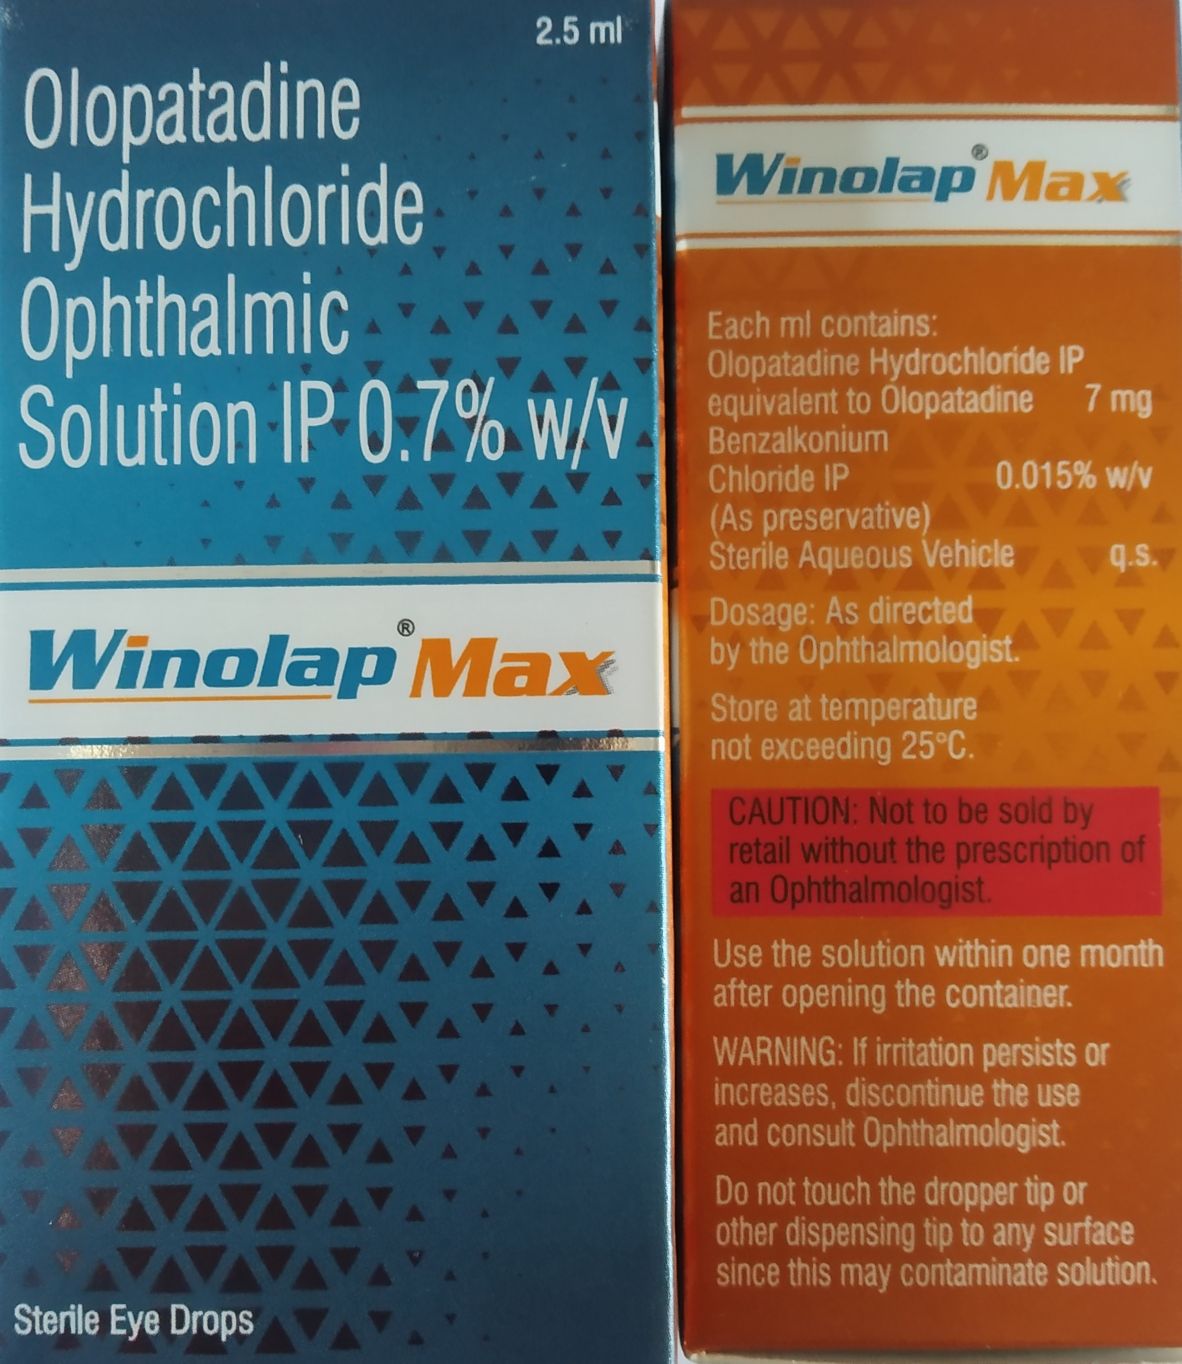 2.5 ml
Olopatadine
Hydrochloride
Ophthalmic
Solution IP 0.7% w/v
Winolap® Max
Sterile Eye Drops
Winolap® Max
Each ml contains:
Olopatadine Hydrochloride IP
equivalent to Olopatadine 7 mg
Benzalkonium
Chloride IP 0.015% w/v
(As preservative)
Sterile Aqueous Vehicle q.s.
Dosage: As directed
by the Ophthalmologist.
Store at temperature
not exceeding 25°C.
CAUTION: Not to be sold by
retail without the prescription of
an Ophthalmologist.
Use the solution within one month
after opening the container.
WARNING: If irritation persists or
increases, discontinue the use
and consult Ophthalmologist.
Do not touch the dropper tip or
other dispensing tip to any surface
since this may contaminate solution.